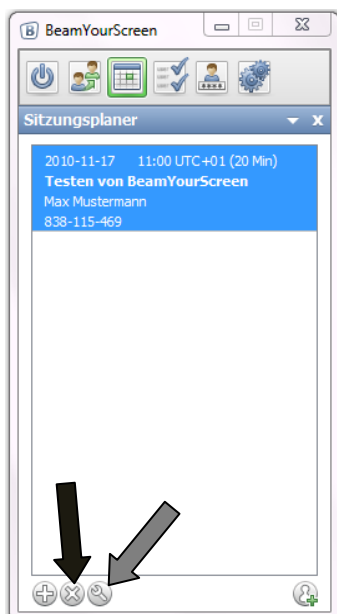 BeamYourScreen
Sitzungsplaner
2010-11-17 11:00 UTC+01 (20 Min)
Testen von BeamYourScreen
Max Mustermann
838-115-469